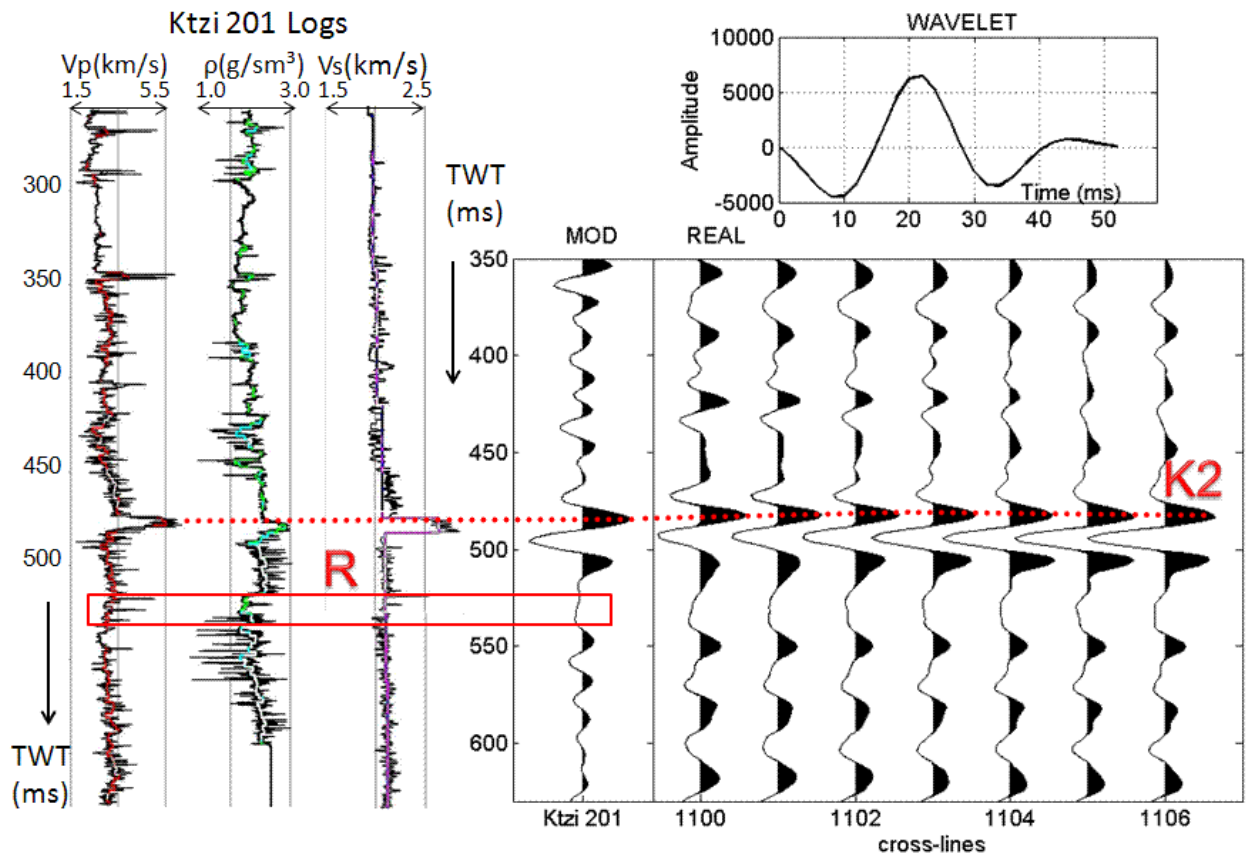 Ktzi 201 Logs
Vp(km/s) ρ(g/sm³) Vs(km/s)
1.5 5.5 1.0 3.0 1.5 2.5
300
350
400
450
500
TWT
(ms)
R
TWT
(ms)
WAVELET
10000
5000
0
-5000
Amplitude
Time (ms)
0 10 20 30 40 50
MOD REAL
350
400
450
500
550
600
K2
Ktzi 201 1100 1102 1104 1106
cross-lines